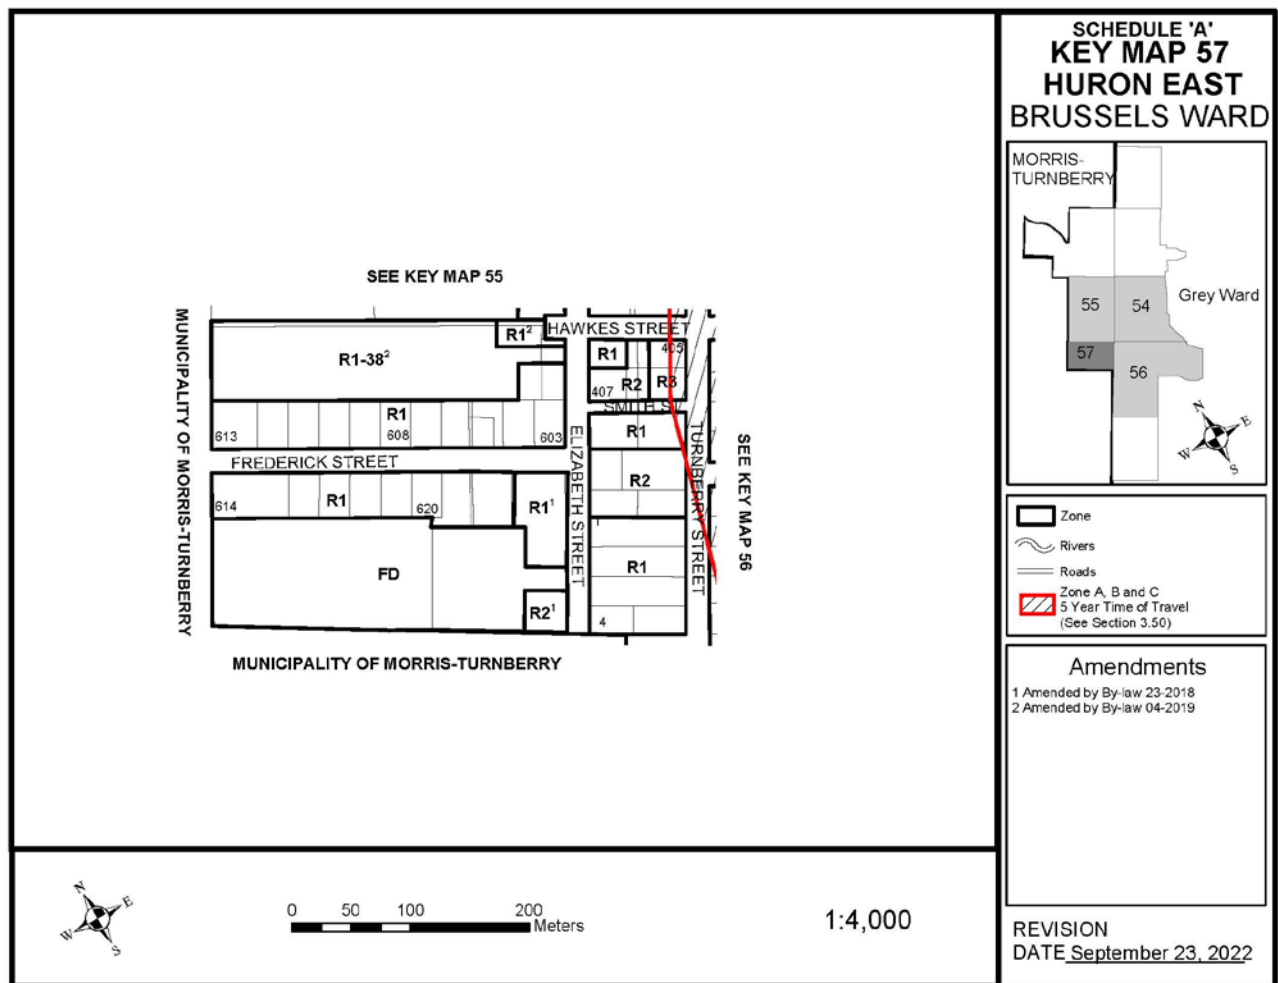 SCHEDULE 'A'
KEY MAP 57
HURON EAST
BRUSSELS WARD
MORRIS-
TURNBERRY
Grey Ward
55
54
57
56
N
E
W
S
Zone
Rivers
Roads
Zone A, B and C
5 Year Time of Travel
(See Section 3.50)
Amendments
1 Amended by By-law 23-2018
2 Amended by By-law 04-2019
REVISION
DATE September 23, 2022
SEE KEY MAP 55
MUNICIPALITY OF MORRIS-TURNBERRY
HAWKES STREET
R1²
R1-38²
R1
405
R2
R3
407
SMITH S
R1
613
608
603
R1
FREDERICK STREET
ELIZABETH STREET
TURNBERRY STREET
SEE KEY MAP 56
R2
614
R1
620
R1¹
1
R1
FD
R2¹
4
MUNICIPALITY OF MORRIS-TURNBERRY
N
E
W
S
0 50 100 200
Meters
1:4,000